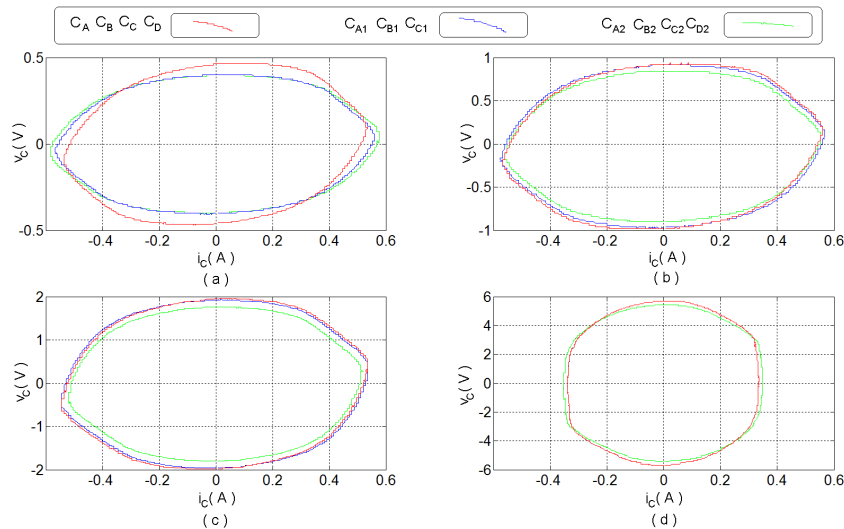 C_A C_B C_C C_D
C_A1 C_B1 C_C1
C_A2 C_B2 C_C2 C_D2
0.5
0
-0.5
v_C( V )
-0.4 -0.2 0 0.2 0.4 0.6
i_C( A )
( a )
1
0.5
0
-0.5
-1
v_C( V )
-0.4 -0.2 0 0.2 0.4 0.6
i_C( A )
( b )
2
1
0
-1
-2
v_C( V )
-0.4 -0.2 0 0.2 0.4 0.6
i_C( A )
( c )
6
4
2
0
-2
-4
-6
v_C( V )
-0.4 -0.2 0 0.2 0.4 0.6
i_C( A )
( d )